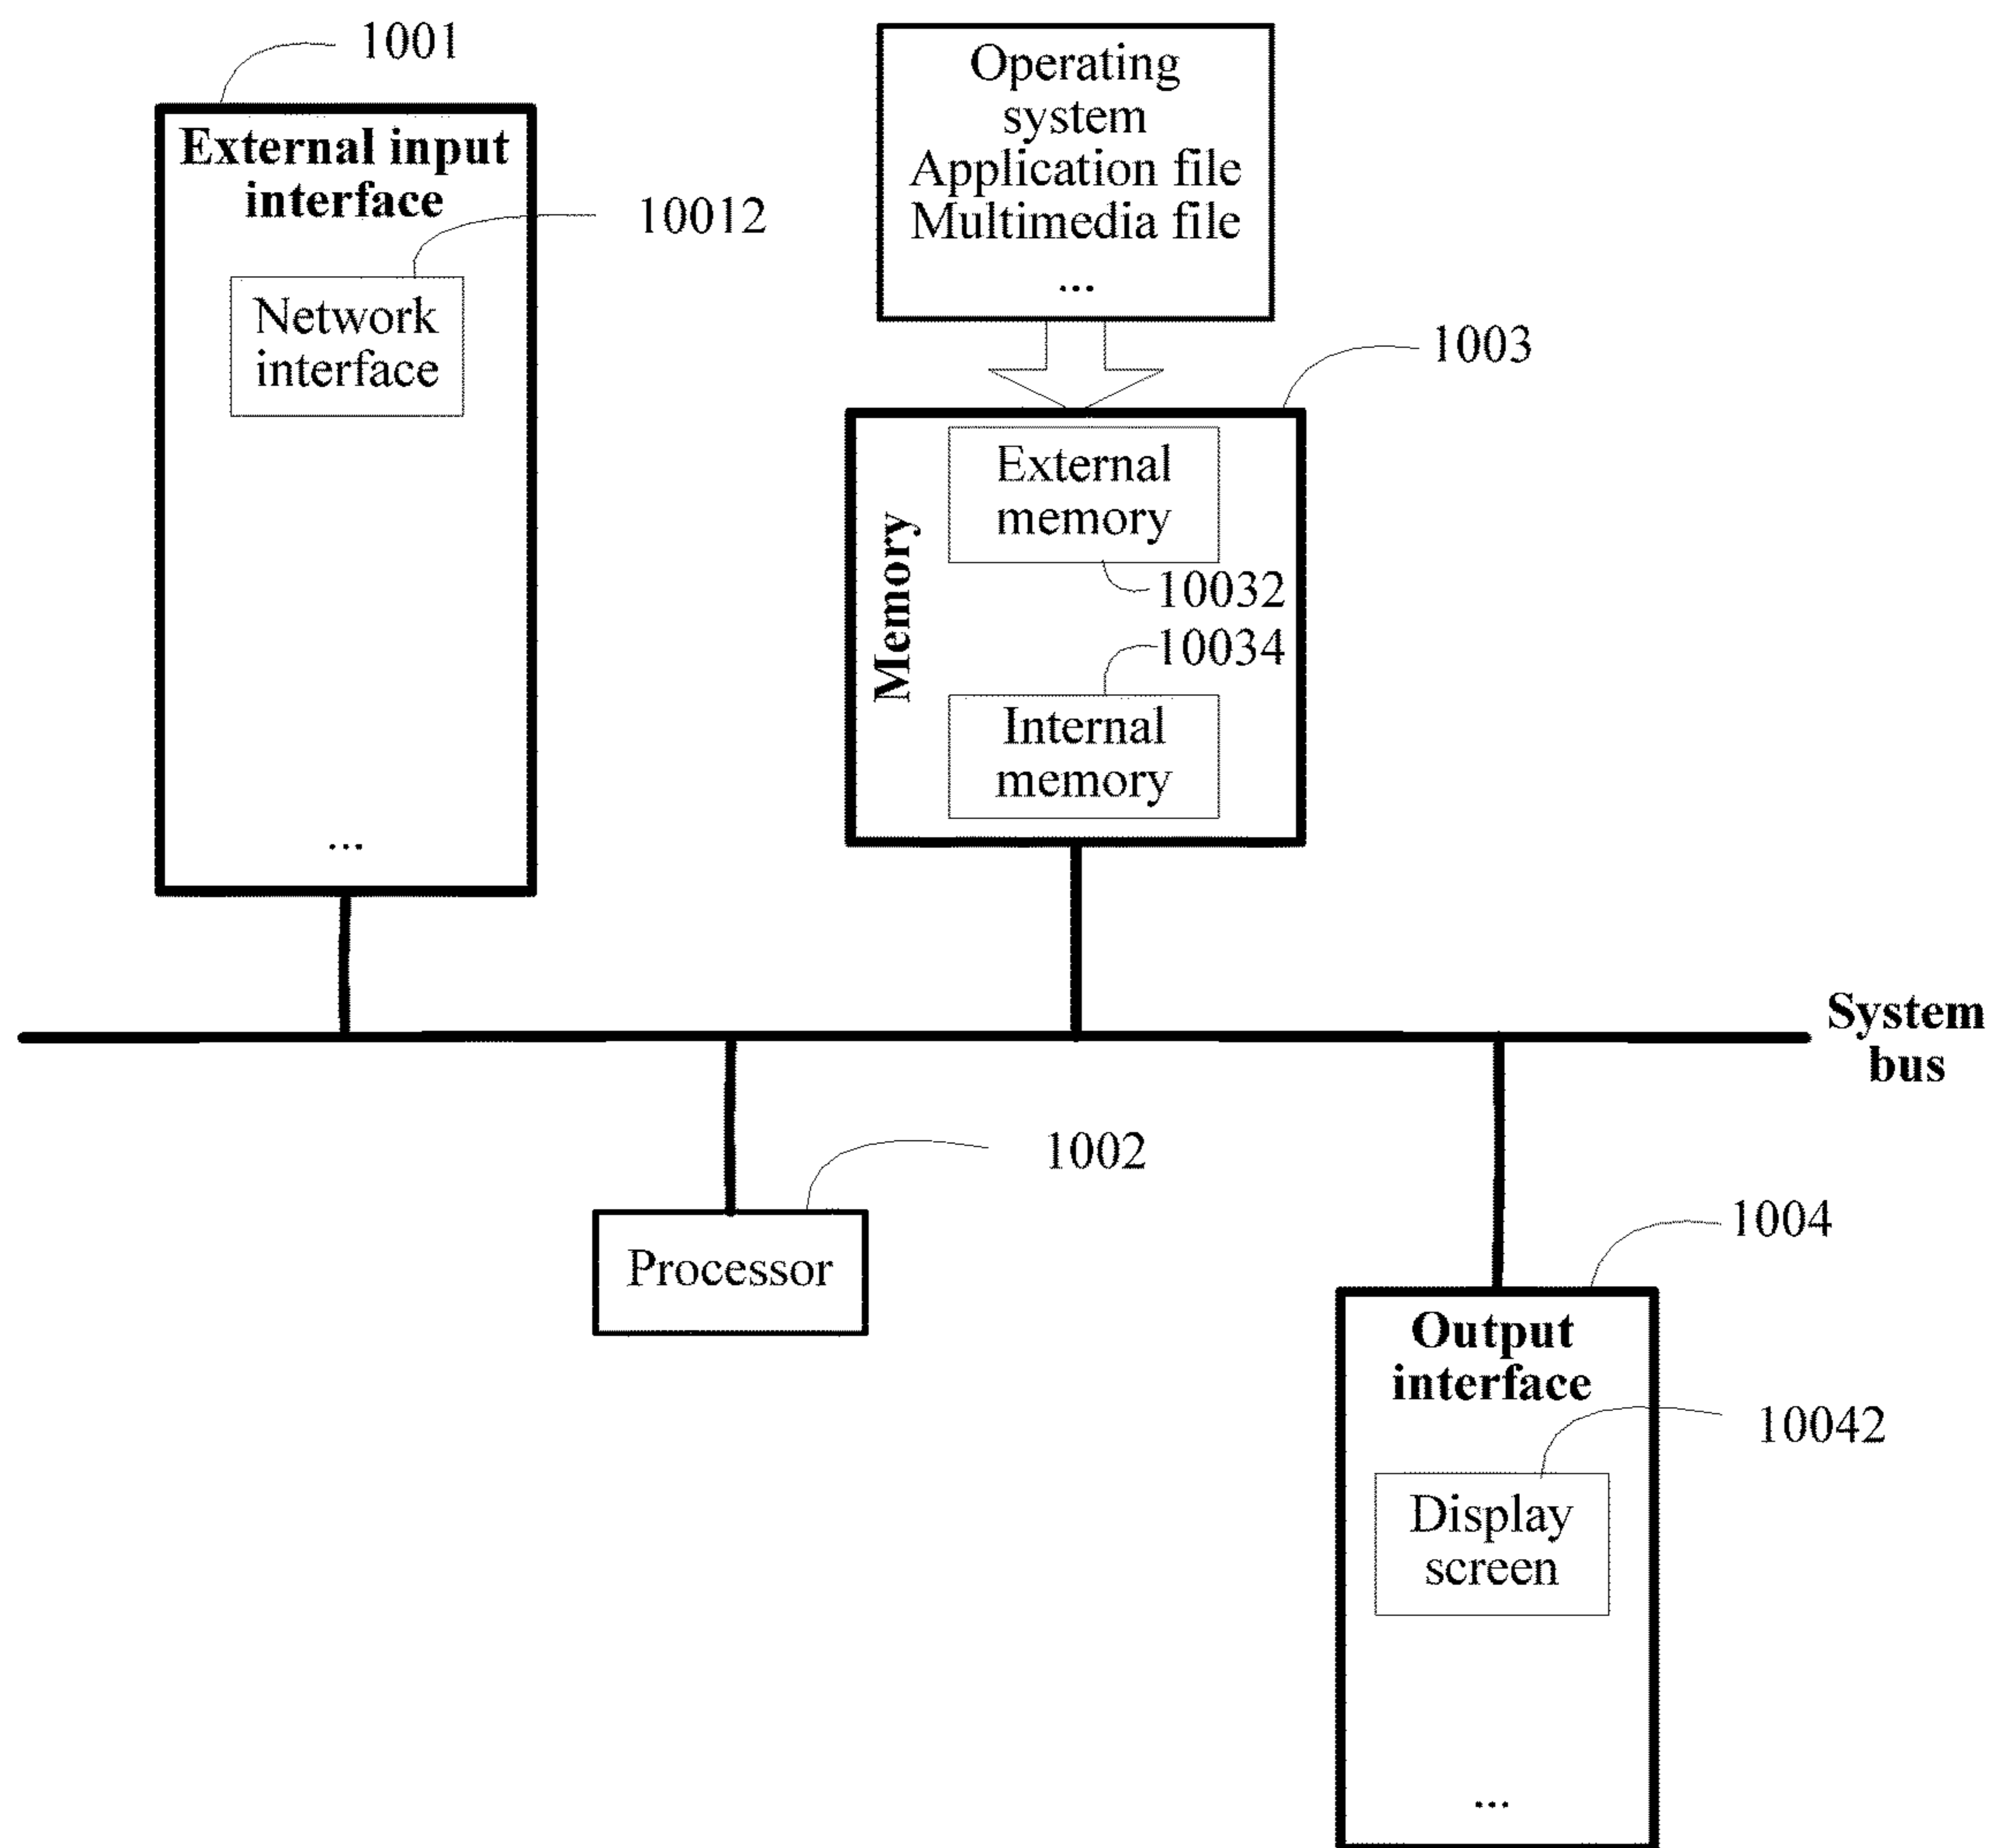 1001
External input
interface
10012
Network
interface
...
Operating
system
Application file
Multimedia file
...
1003
Memory
External
memory
10032
10034
Internal
memory
System
bus
1002
Processor
1004
Output
interface
10042
Display
screen
...